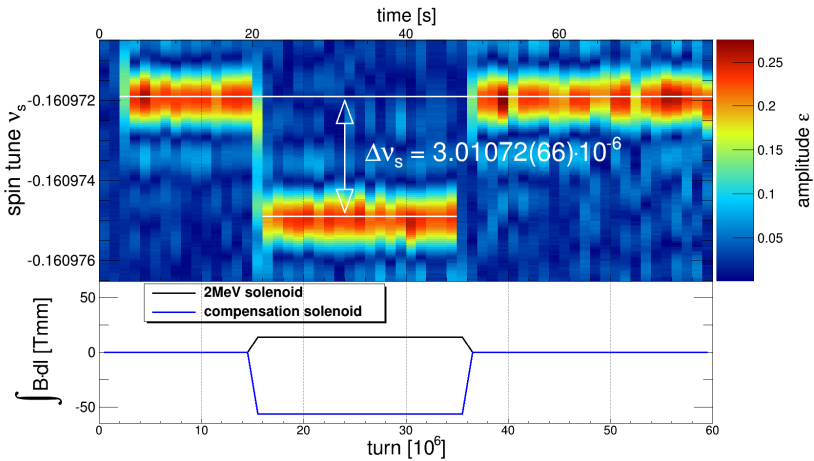 time [s]
0 20 40 60
spin tune νs
-0.160972
-0.160974
-0.160976
Δνs = 3.01072(66)·10-6
0.25
0.2
0.15
0.1
0.05
amplitude ε
2MeV solenoid
compensation solenoid
∫ B·dl [Tmm]
50
0
-50
0 10 20 30 40 50 60
turn [10^6]